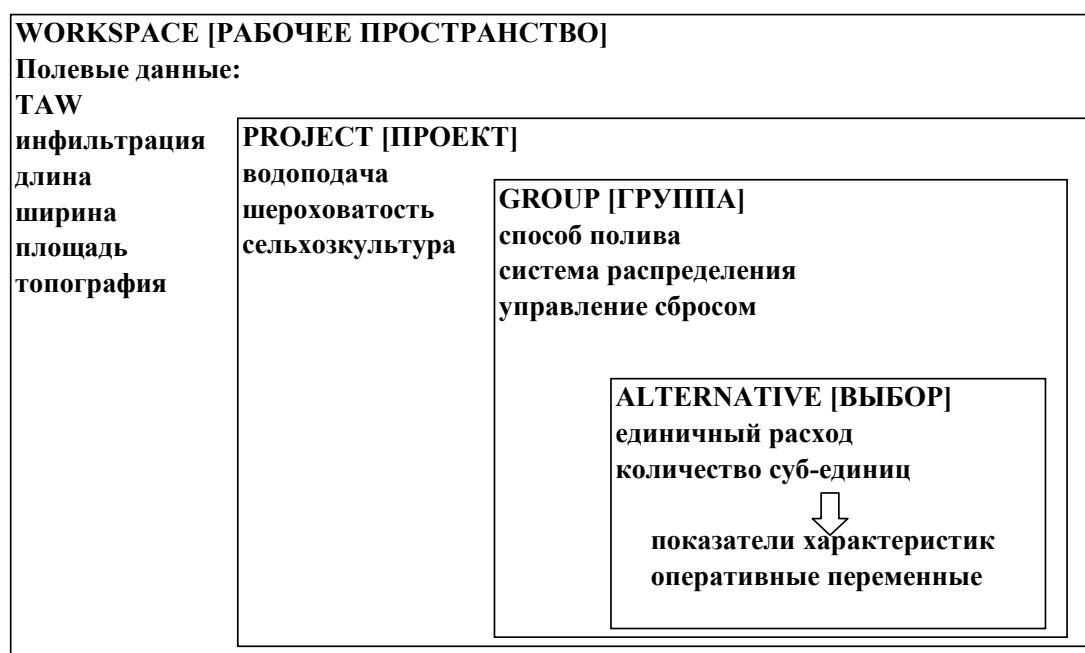 WORKSPACE [РАБОЧЕЕ ПРОСТРАНСТВО]
Полевые данные:
TAW
инфильтрация
длина
ширина
площадь
топография
PROJECT [ПРОЕКТ]
водоподача
шероховатость
сельхозкультура
GROUP [ГРУППА]
способ полива
система распределения
управление сбросом
ALTERNATIVE [ВЫБОР]
единичный расход
количество суб-единиц
показатели характеристик
оперативные переменные